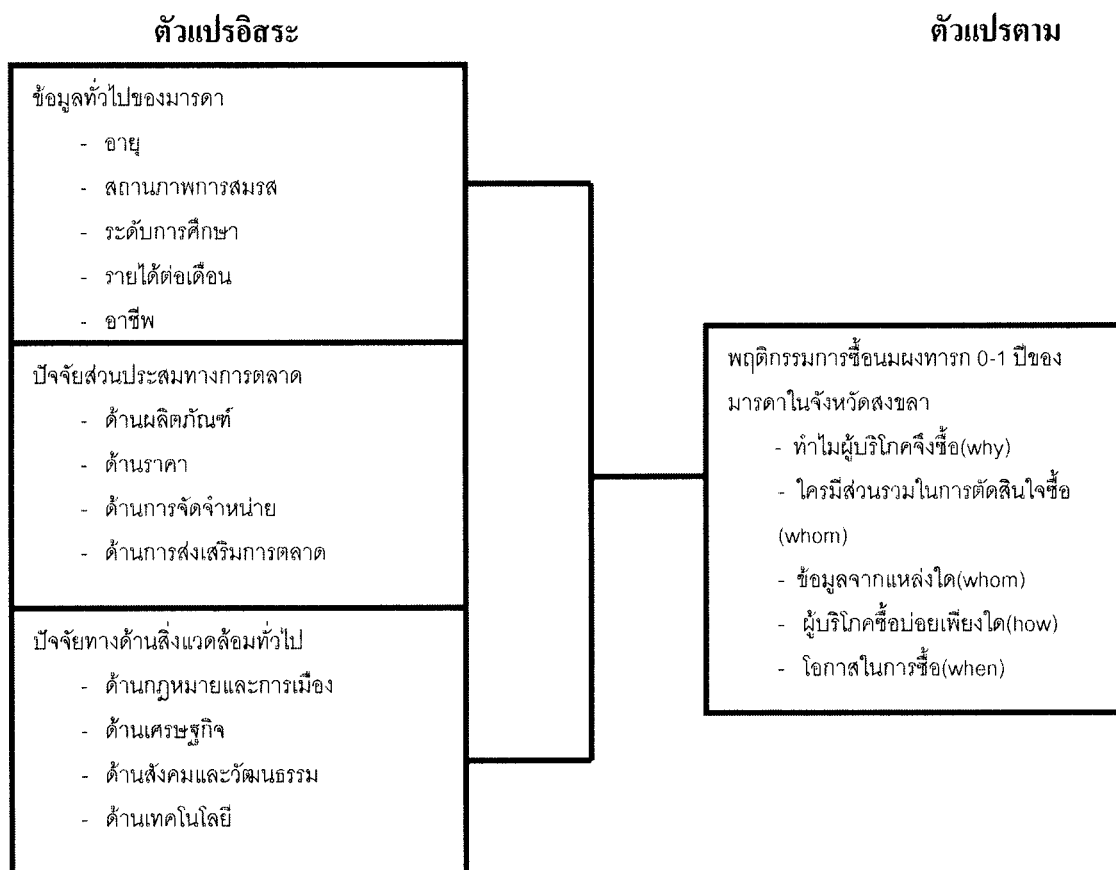 ตัวแปรอิสระ
ตัวแปรตาม
ข้อมูลทั่วไปของมารดา
- อายุ
- สถานภาพการสมรส
- ระดับการศึกษา
- รายได้ต่อเดือน
- อาชีพ
ปัจจัยส่วนประสมทางการตลาด
- ด้านผลิตภัณฑ์
- ด้านราคา
- ด้านการจัดจำหน่าย
- ด้านการส่งเสริมการตลาด
ปัจจัยทางด้านสิ่งแวดล้อมทั่วไป
- ด้านกฎหมายและการเมือง
- ด้านเศรษฐกิจ
- ด้านสังคมและวัฒนธรรม
- ด้านเทคโนโลยี
พฤติกรรมการซื้อนมผงทารก 0-1 ปีของ
มารดาในจังหวัดสงขลา
- ทำไมผู้บริโภคจึงซื้อ(why)
- ใครมีส่วนรวมในการตัดสินใจซื้อ
(whom)
- ข้อมูลจากแหล่งใด(whom)
- ผู้บริโภคซื้อบ่อยเพียงใด(how)
- โอกาสในการซื้อ(when)